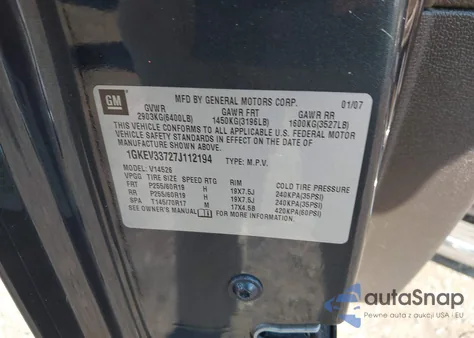 GM
MFD BY GENERAL MOTORS CORP. 01/07
GVWR GAWR FRT GAWR RR
2903KG(6400LB) 1450KG(3196LB) 1600KG(3527LB)
THIS VEHICLE CONFORMS TO ALL APPLICABLE U.S. FEDERAL MOTOR
VEHICLE SAFETY STANDARDS IN EFFECT ON THE DATE OF
MANUFACTURE SHOWN ABOVE.
1GKEV33727J112194 TYPE: M.P.V.
MODEL: V14526
VPGG TIRE SIZE SPEED RTG RIM COLD TIRE PRESSURE
FRT P255/60R19 H 19X7.5J 240KPA(35PSI)
RR P255/60R19 H 19X7.5J 240KPA(35PSI)
SPA T145/70R17 M 17X4.5B 420KPA(60PSI)
SEE OWNER'S MANUAL FOR ADDITIONAL INFORMATION.
autaSnap
Pewne auta z aukcji USA i EU